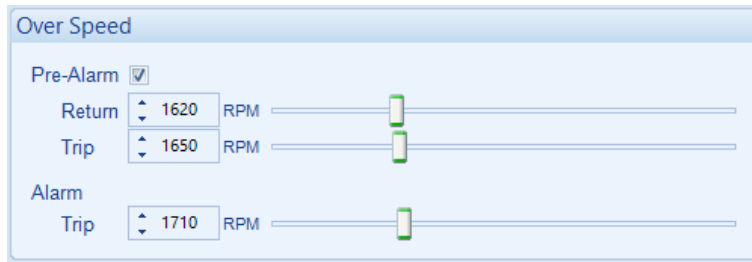 Over Speed
Pre-Alarm
Return 1620 RPM
Trip 1650 RPM
Alarm
Trip 1710 RPM